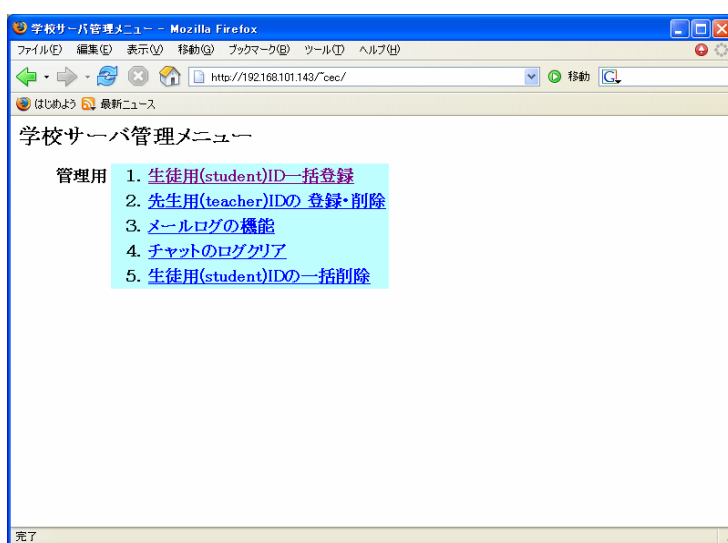 学校サーバ管理メニュー - Mozilla Firefox
ファイル(F) 編集(E) 表示(V) 移動(G) ブックマーク(B) ツール(T) ヘルプ(H)
http://192.168.101.143/~cec/ 移動 G
はじめよう 最新ニュース
学校サーバ管理メニュー
管理用 1. 生徒用(student)ID一括登録
2. 先生用(teacher)IDの 登録・削除
3. メールログの機能
4. チャットのログクリア
5. 生徒用(student)IDの一括削除
完了